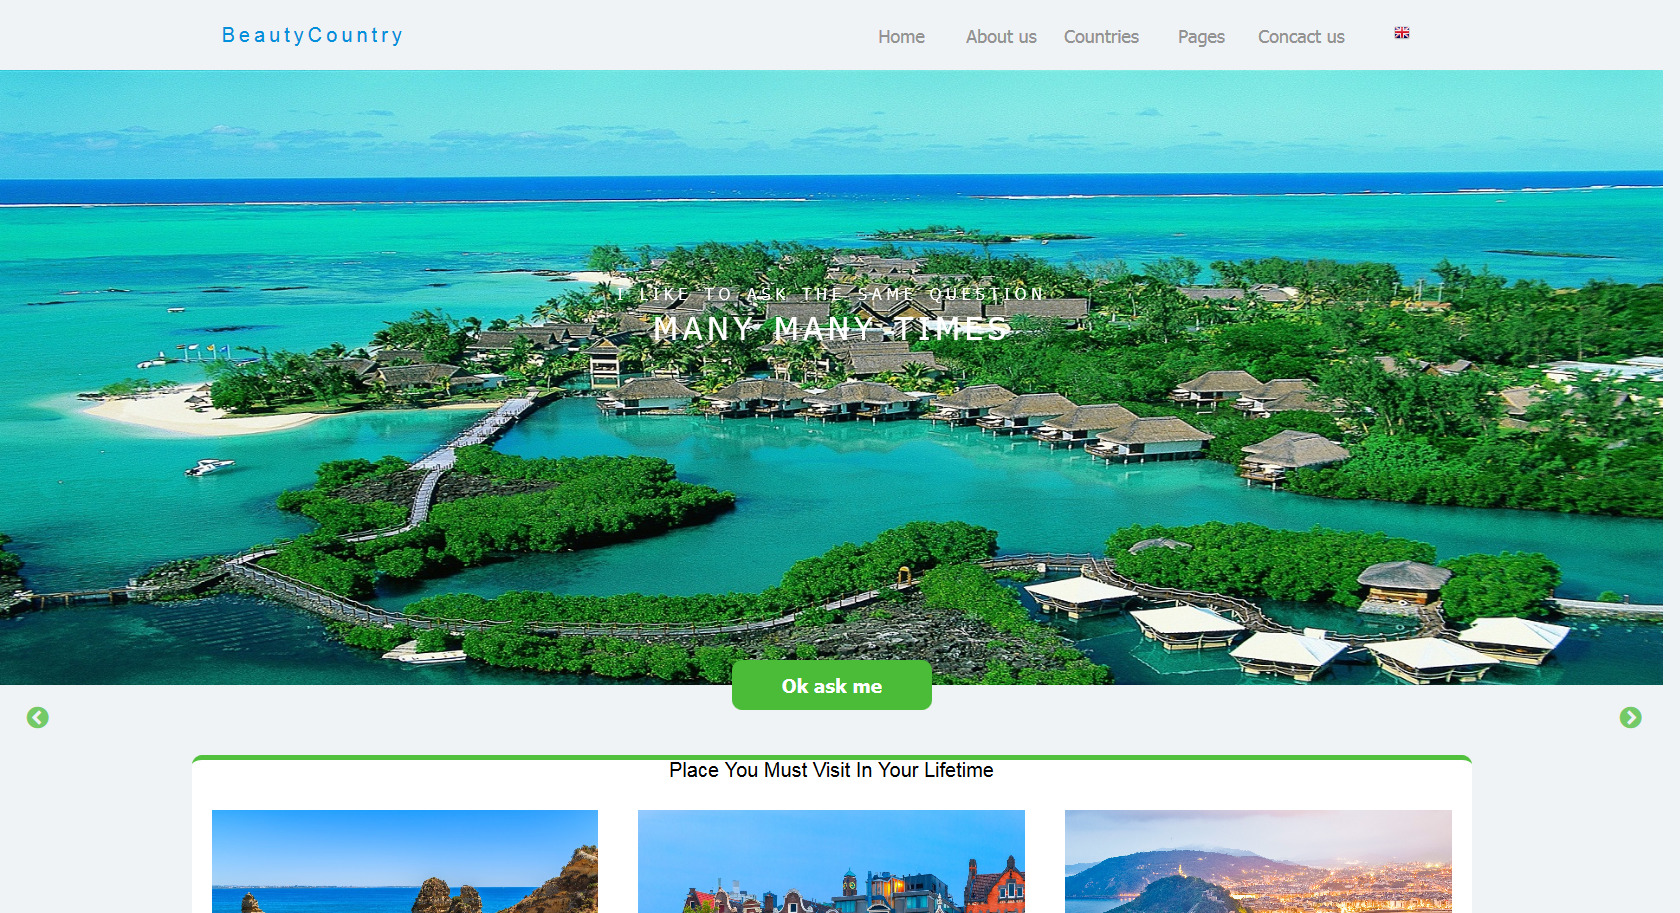 BeautyCountry
Home About us Countries Pages Concact us
I LIKE TO ASK THE SAME QUESTION
MANY MANY TIMES
Ok ask me
Place You Must Visit In Your Lifetime